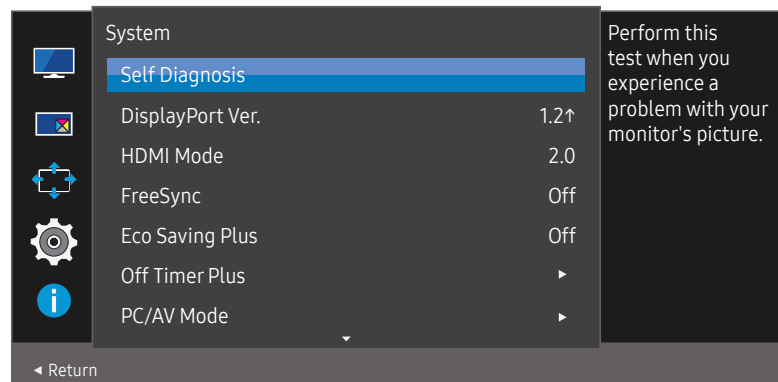 System
Self Diagnosis
DisplayPort Ver. 1.2↑
HDMI Mode 2.0
FreeSync Off
Eco Saving Plus Off
Off Timer Plus ►
PC/AV Mode ►
Perform this
test when you
experience a
problem with your
monitor's picture.
◄ Return